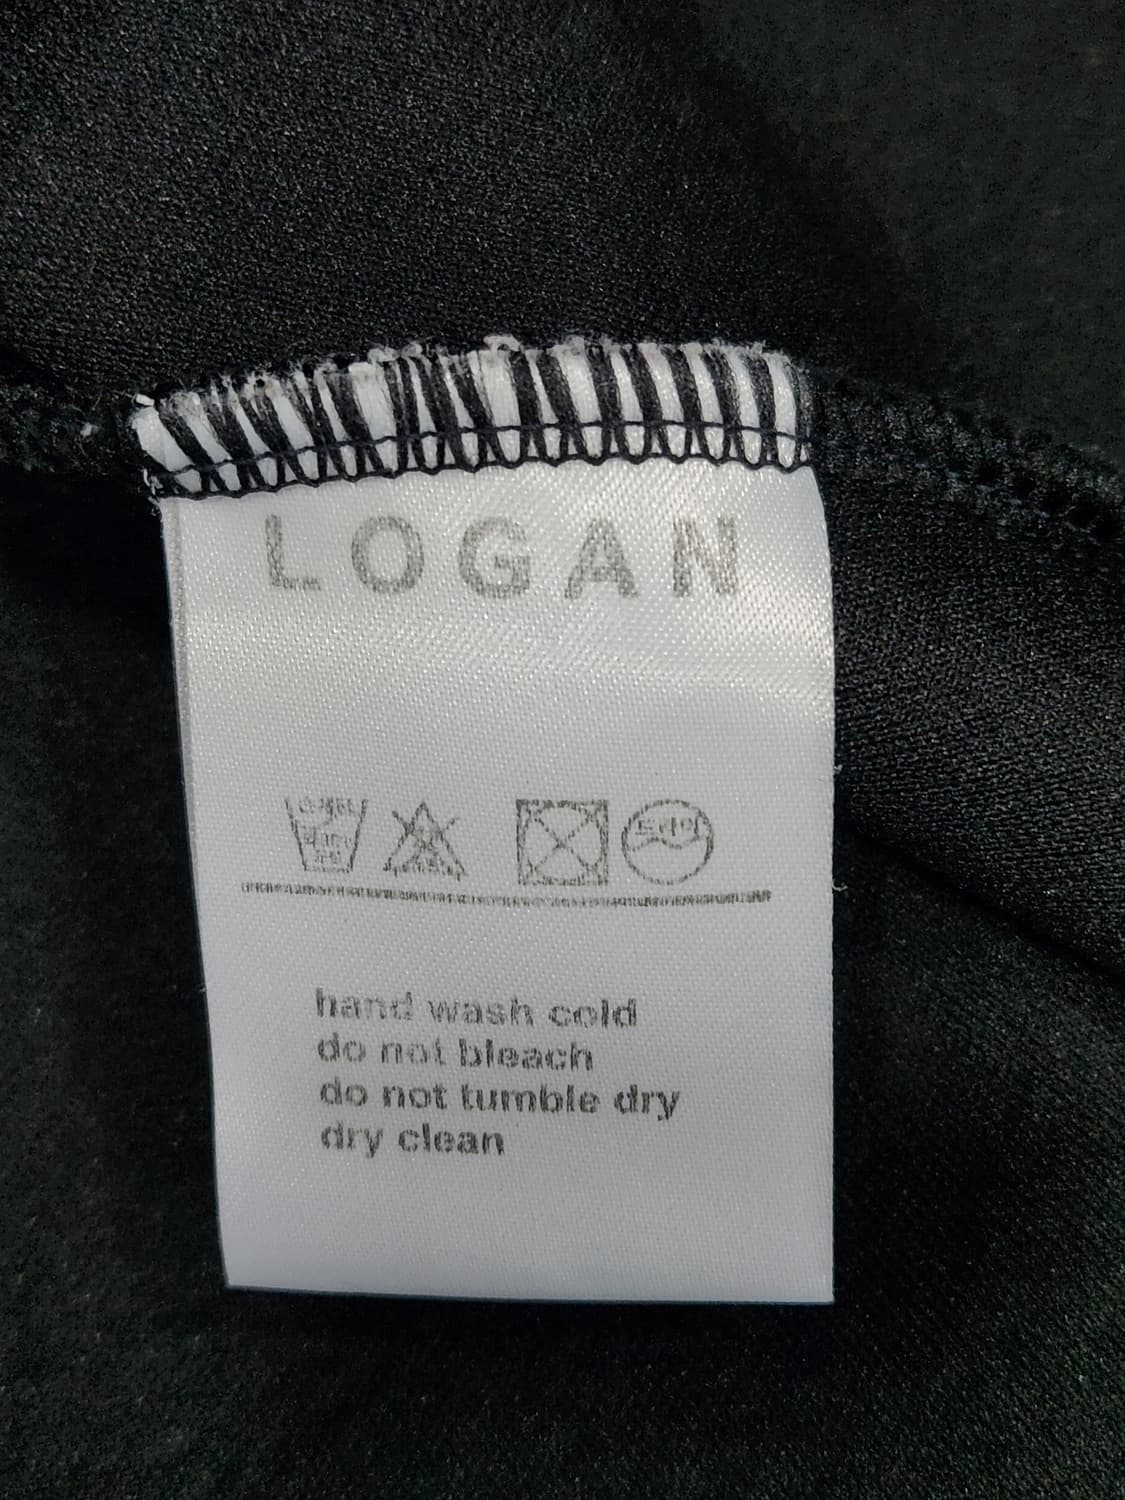 LOGAN
hand wash cold
do not bleach
do not tumble dry
dry clean